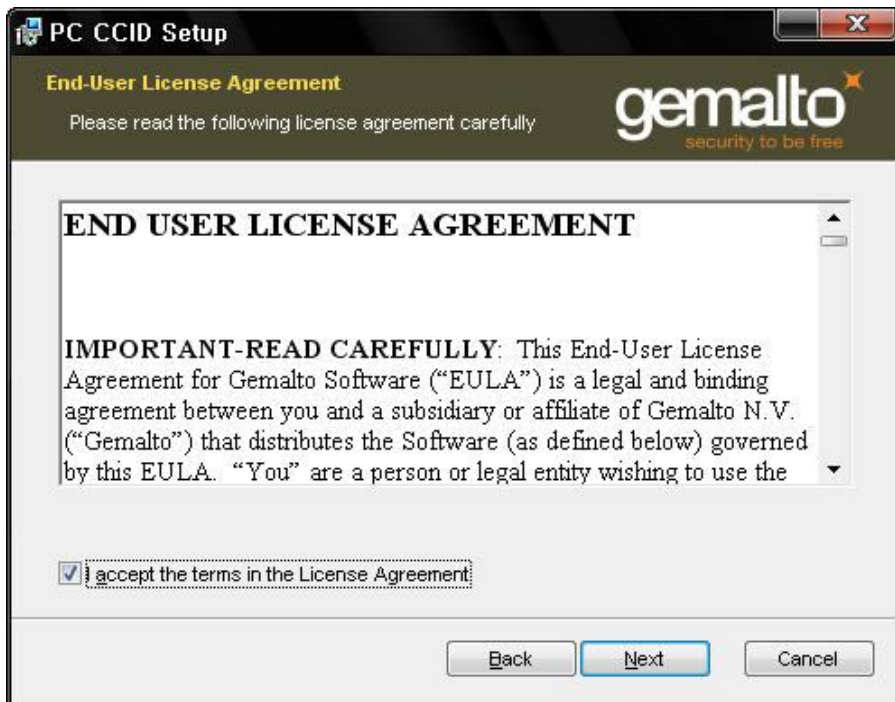 PC CCID Setup
End-User License Agreement
Please read the following license agreement carefully
gemalto
security to be free
END USER LICENSE AGREEMENT
IMPORTANT-READ CAREFULLY: This End-User License
Agreement for Gemalto Software (“EULA”) is a legal and binding
agreement between you and a subsidiary or affiliate of Gemalto N.V.
(“Gemalto”) that distributes the Software (as defined below) governed
by this EULA. “You” are a person or legal entity wishing to use the
I accept the terms in the License Agreement
Back
Next
Cancel